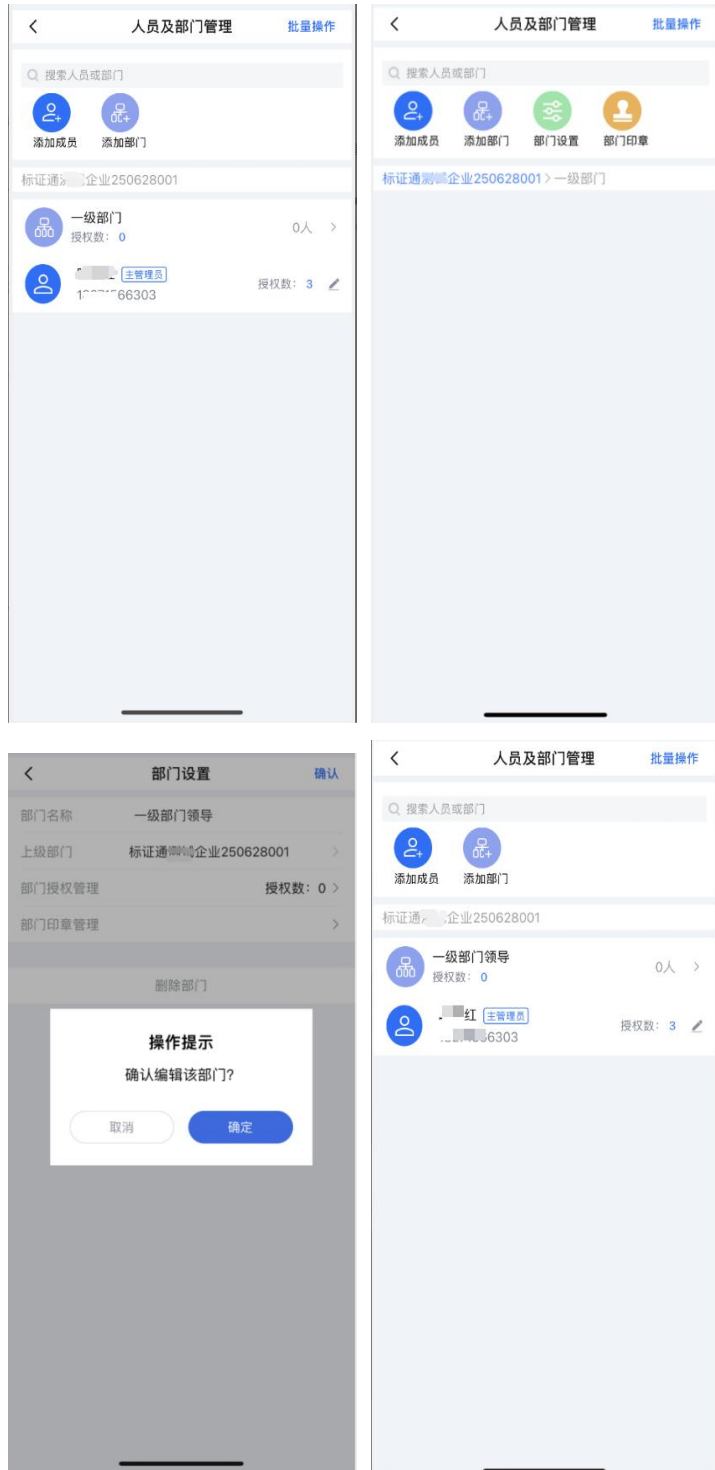 人员及部门管理 批量操作
搜索人员或部门
添加成员 添加部门
标证通 企业250628001
一级部门
授权数: 0
0人
主管理员
66303
授权数: 3
人员及部门管理 批量操作
搜索人员或部门
添加成员 添加部门 部门设置 部门印章
标证通 企业250628001 > 一级部门
部门设置 确认
部门名称 一级部门领导
上级部门 标证通 企业250628001
部门授权管理 授权数: 0
部门印章管理
删除部门
操作提示
确认编辑该部门?
取消 确定
人员及部门管理 批量操作
搜索人员或部门
添加成员 添加部门
标证通 企业250628001
一级部门领导
授权数: 0
0人
红 主管理员
6303
授权数: 3